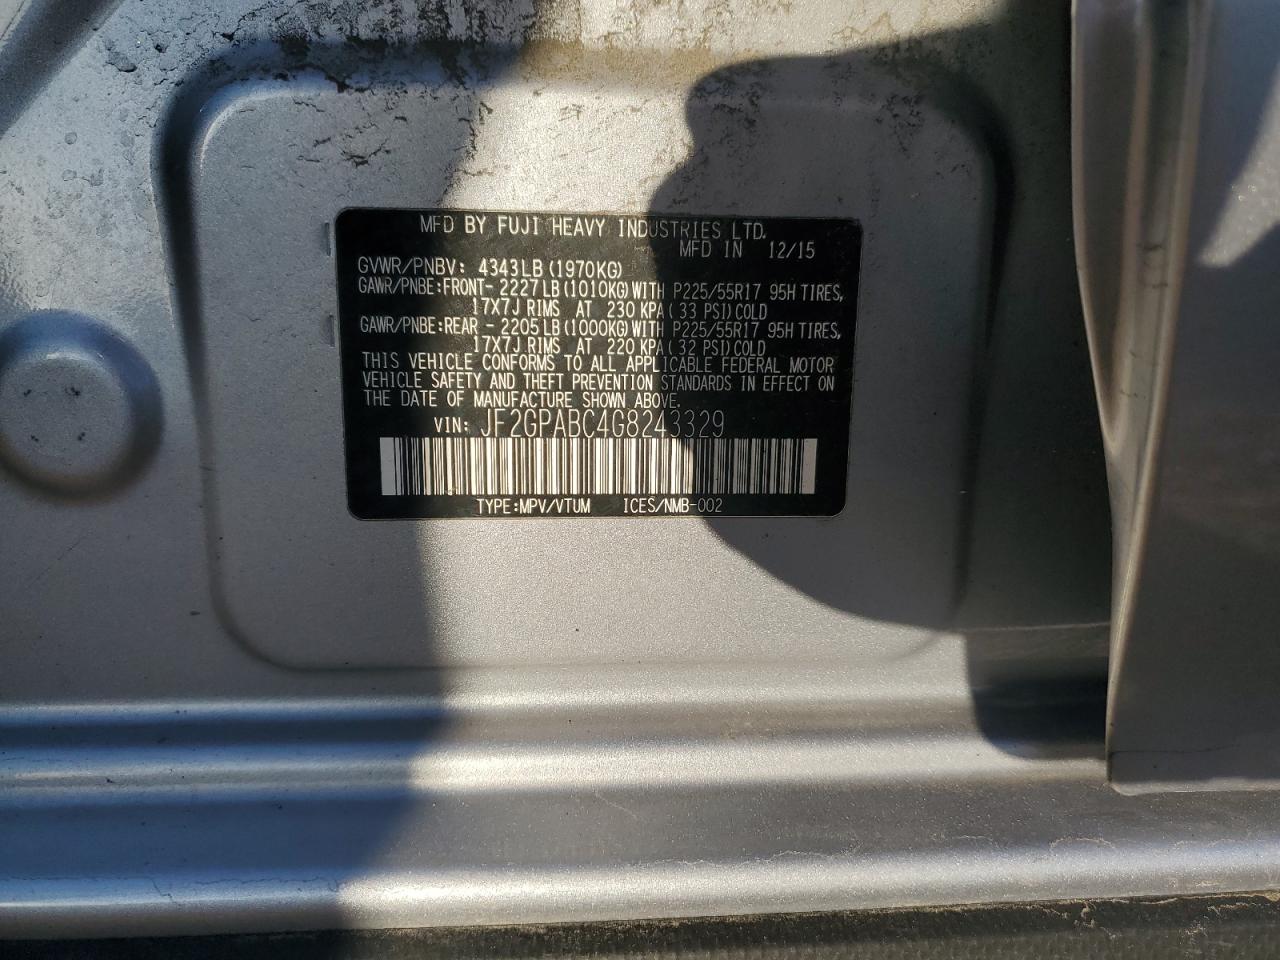 MFD BY FUJI HEAVY INDUSTRIES LTD.
MFD IN 12/15
GVWR/PNBV: 4343LB(1970KG)
GAWR/PNBE:FRONT-2227LB(1010KG)WITH P225/55R17 95H TIRES,
17X7J RIMS AT 230 KPA(33 PSI)COLD
GAWR/PNBE:REAR -2205LB(1000KG)WITH P225/55R17 95H TIRES,
17X7J RIMS AT 220 KPA(32 PSI)COLD
THIS VEHICLE CONFORMS TO ALL APPLICABLE FEDERAL MOTOR
VEHICLE SAFETY AND THEFT PREVENTION STANDARDS IN EFFECT ON
THE DATE OF MANUFACTURE SHOWN ABOVE.
VIN: JF2GPABC4G8243329
TYPE:MPV/VTUM ICES/NMB-002